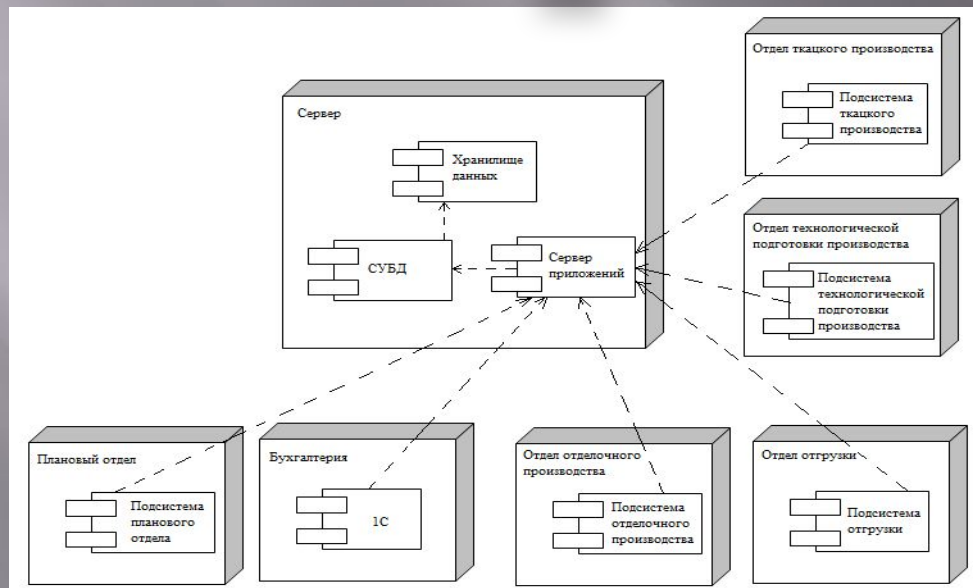 Отдел ткацкого производства
Подсистема
ткацкого
производства
Сервер
Хранилище
данных
Отдел технологической
подготовки производства
СУБД
Сервер
приложений
Подсистема
технологической
подготовки
производства
Плановый отдел
Подсистема
планового
отдела
Бухгалтерия
1С
Отдел отделочного
производства
Подсистема
отделочного
производства
Отдел отгрузки
Подсистема
отгрузки